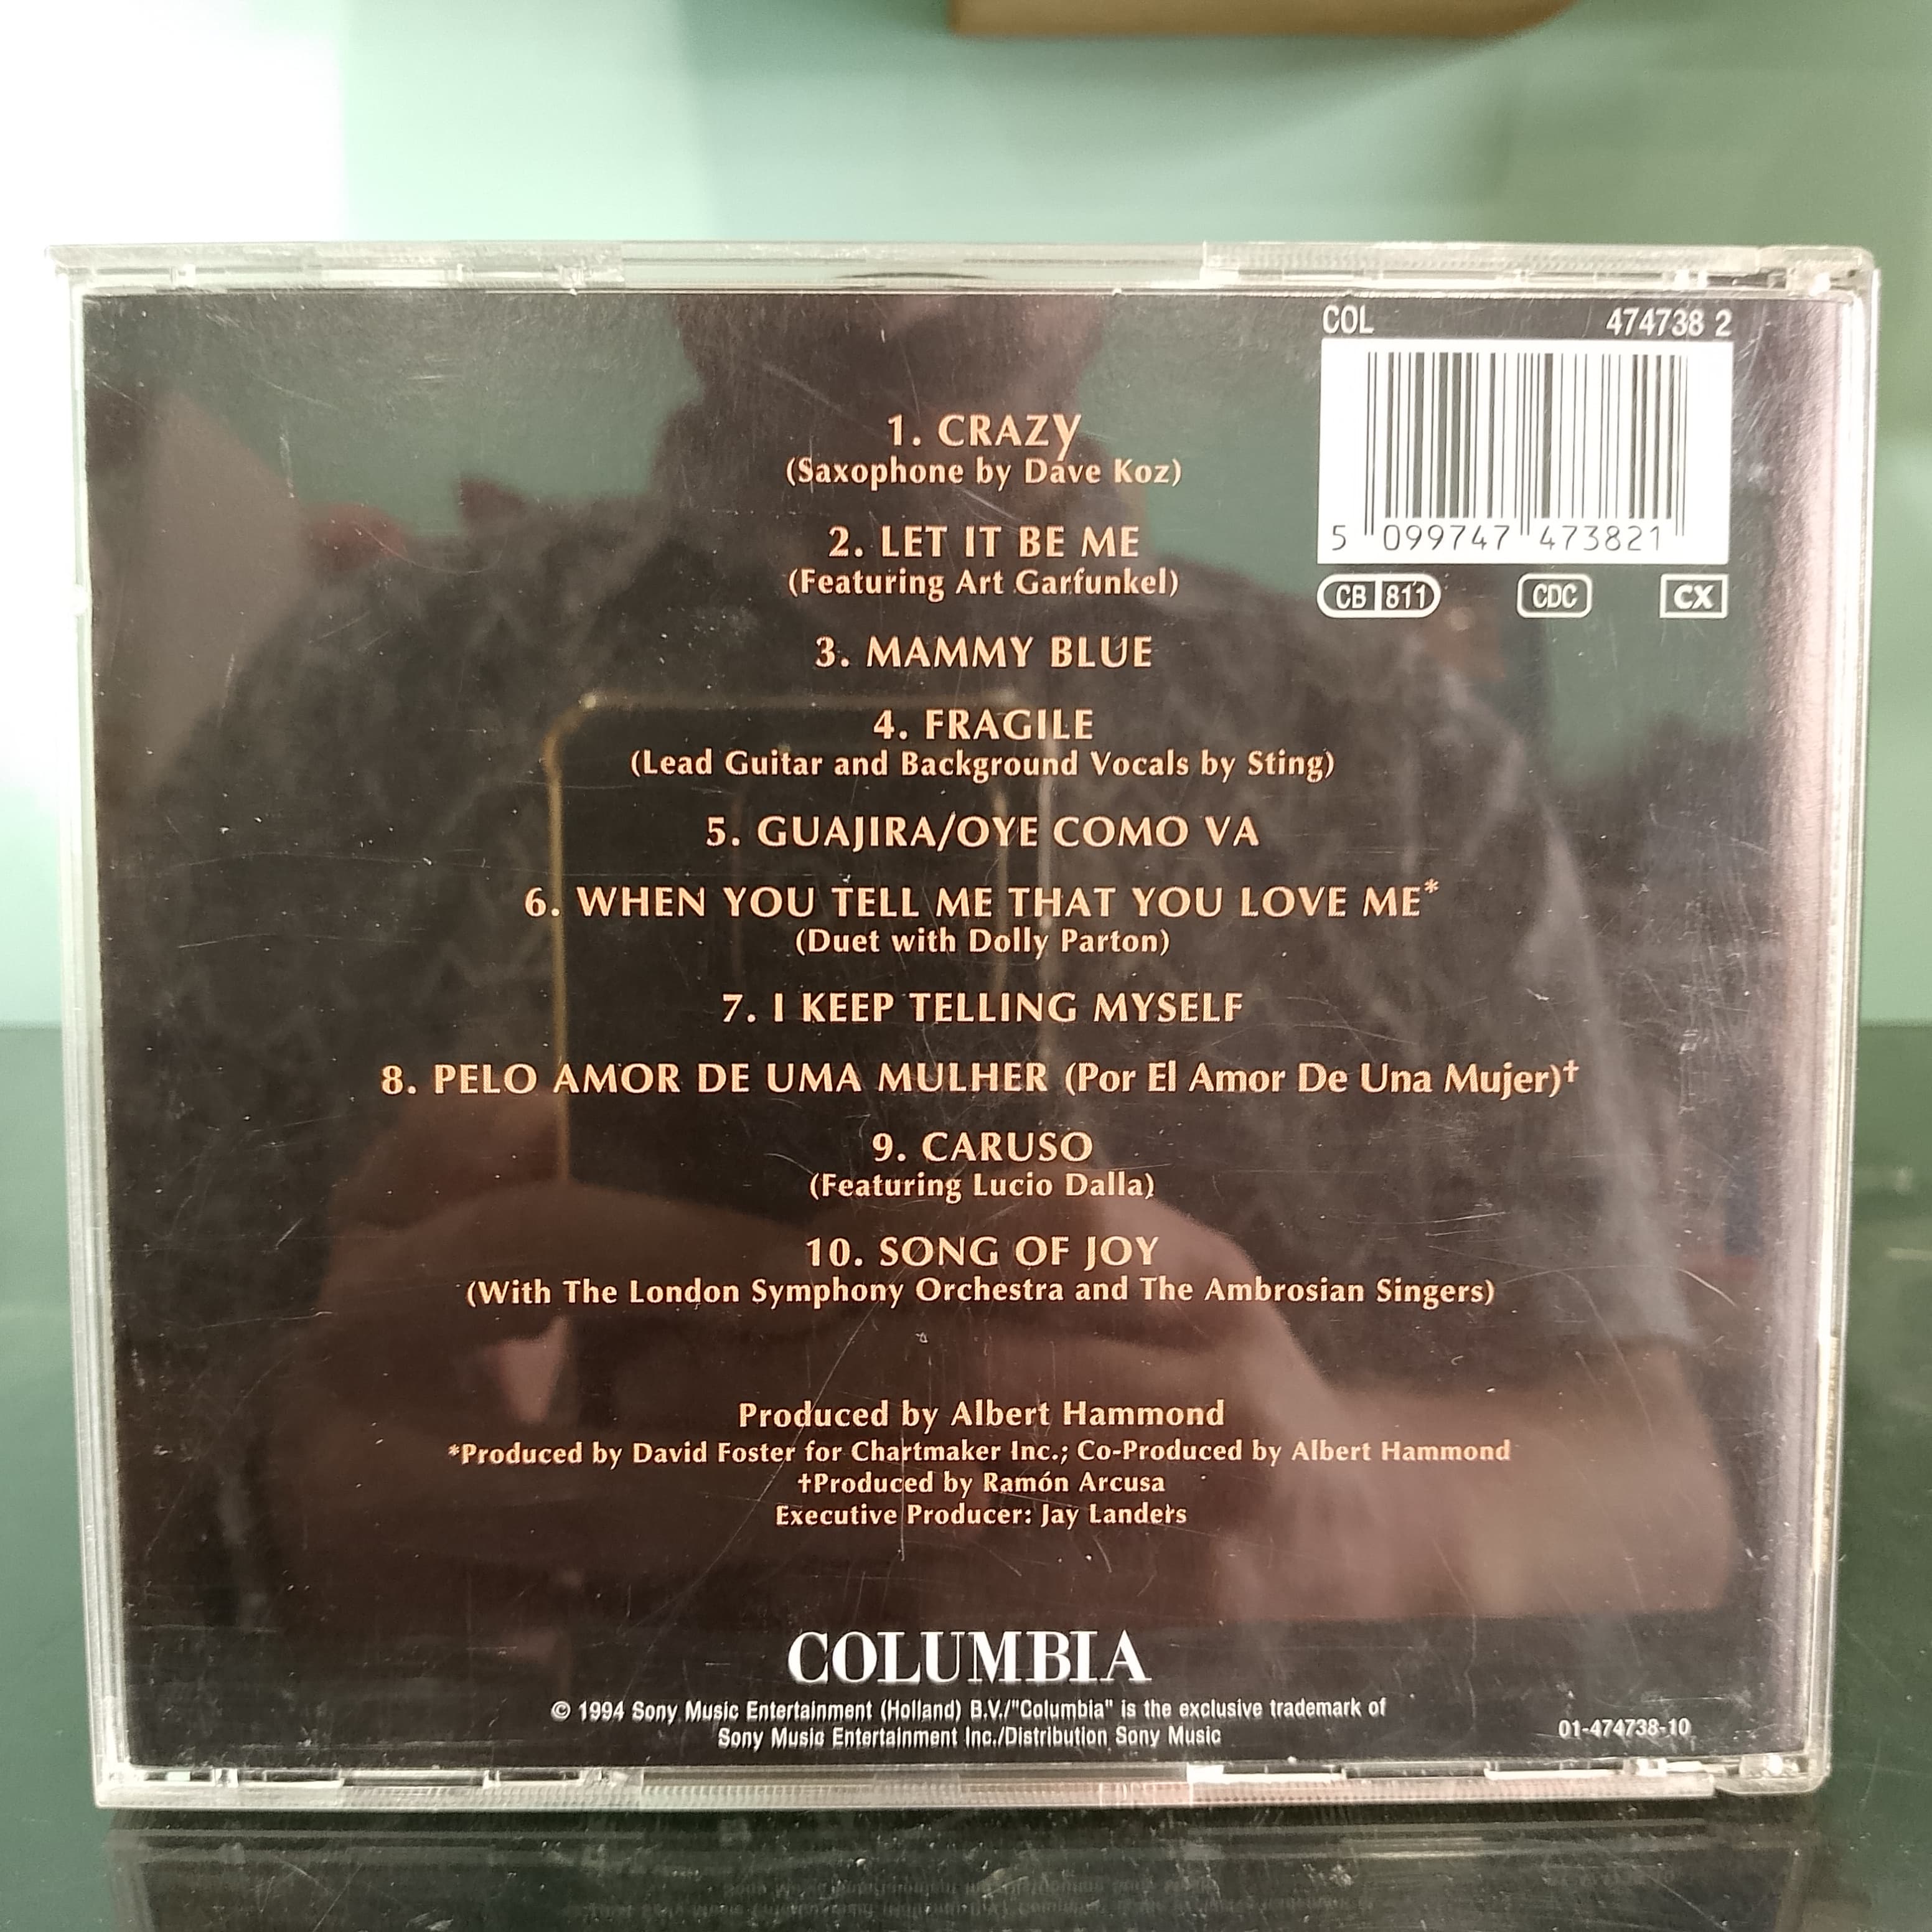 COL 474738 2
5 099747 473821
CB 811 CDC CX
1. CRAZy
(Saxophone by Dave Koz)
2. LET IT BE ME
(Featuring Art Garfunkel)
3. MAMMY BLUE
4. FRAGILE
(Lead Guitar and Background Vocals by Sting)
5. GUAJIRA/OYE COMO VA
6. WHEN YOU TELL ME THAT YOU LOVE ME*
(Duet with Dolly Parton)
7. I KEEP TELLING MYSELF
8. PELO AMOR DE UMA MULHER (Por El Amor De Una Mujer)†
9. CARUSO
(Featuring Lucio Dalla)
10. SONG OF JOY
(With The London Symphony Orchestra and The Ambrosian Singers)
Produced by Albert Hammond
*Produced by David Foster for Chartmaker Inc.; Co-Produced by Albert Hammond
†Produced by Ramón Arcusa
Executive Producer: Jay Landers
COLUMBIA
© 1994 Sony Music Entertainment (Holland) B.V./"Columbia" is the exclusive trademark of
Sony Music Entertainment Inc./Distribution Sony Music
01-474738-10